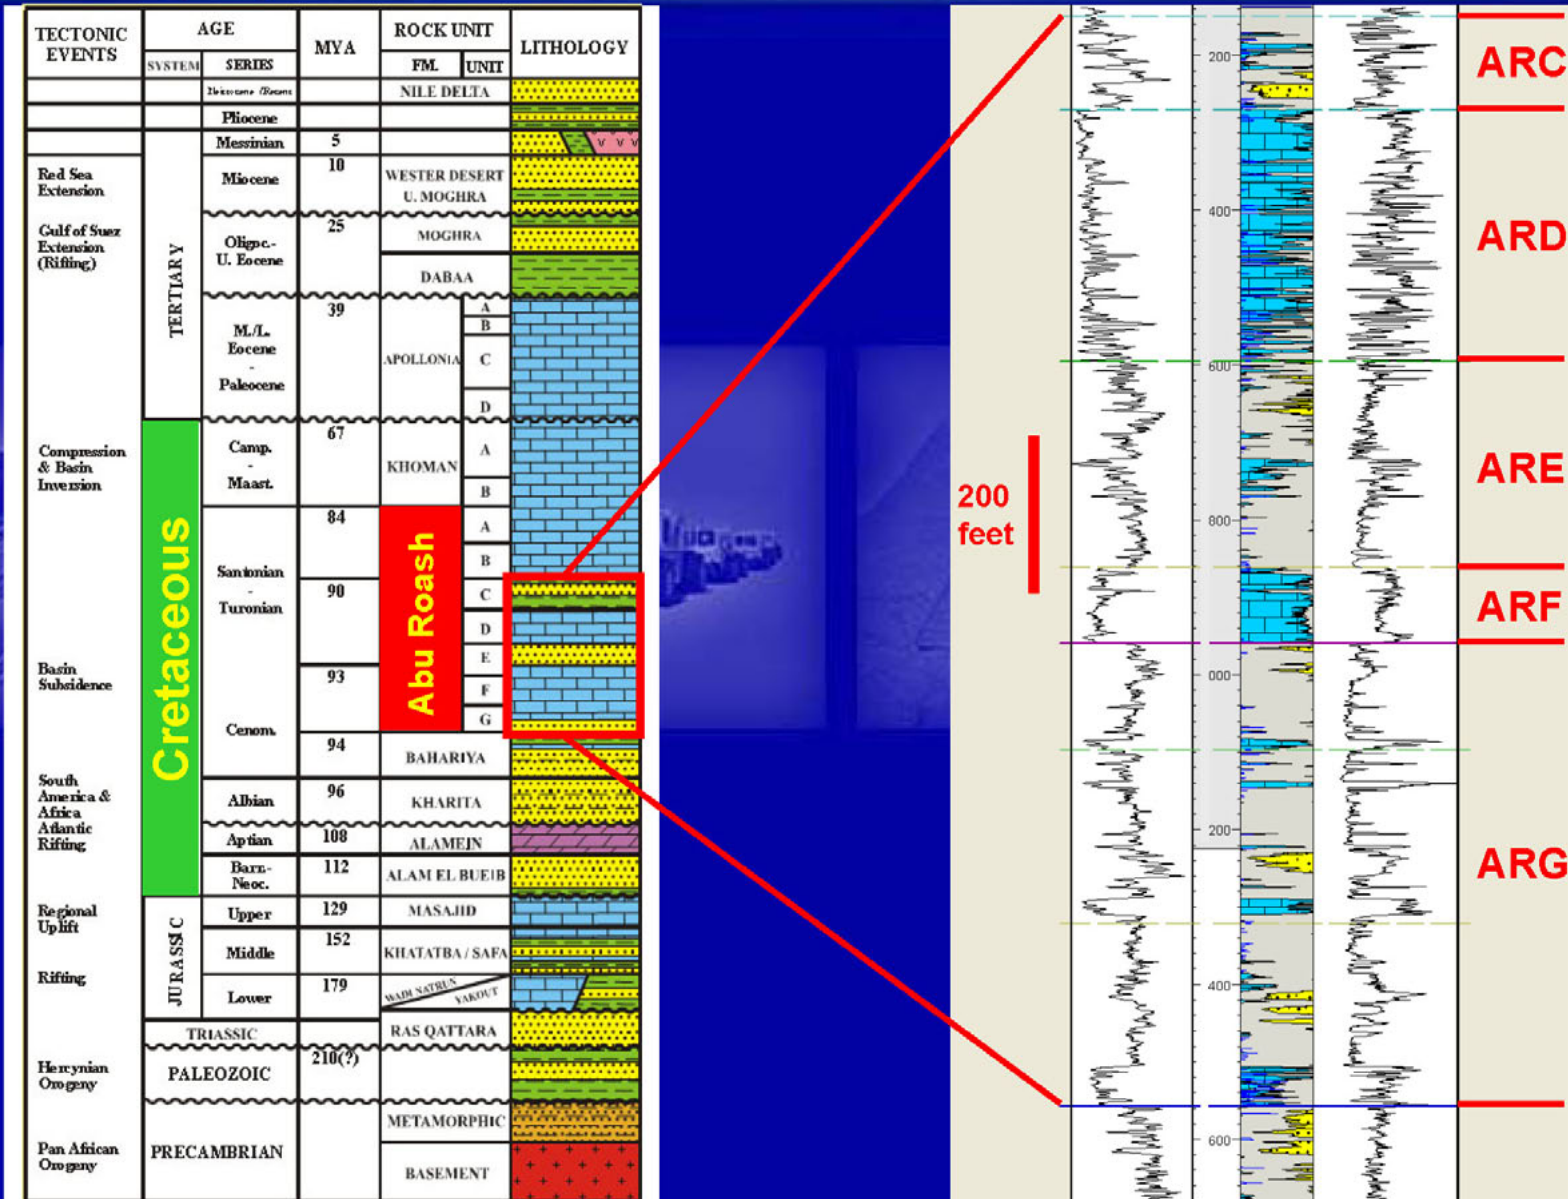 TECTONIC
EVENTS
AGE
SYSTEM
SERIES
MYA
ROCK UNIT
FM.
UNIT
LITHOLOGY
NILE DELTA
Pliocene
Messinian
5
Red Sea
Extension
Miocene
10
WESTER DESERT
U. MOGHRA
Gulf of Suez
Extension
(Rifting)
TERTIARY
Oligoc.-
U. Eocene
25
MOGHRA
DABAA
M./L.
Eocene
-
Paleocene
39
APOLLONIA
A
B
C
D
Compression
& Basin
Inversion
Cretaceous
Camp.
-
Maast.
67
KHOMAN
A
B
Santonian
-
Turonian
84
90
Abu Roash
A
B
C
D
E
F
G
Basin
Subsidence
93
Cenom.
94
BAHARIYA
South
America &
Africa
Atlantic
Rifting
Albian
96
KHARITA
Aptian
108
ALAMEJN
Barr.-
Neoc.
112
ALAM EL BUEIB
Regional
Uplift
JURASSIC
Upper
129
MASAJID
Middle
152
KHATATBA / SAFA
Rifting
Lower
179
WADI NATRUN
YAKOUT
TRIASSIC
RAS QATTARA
Hercynian
Orogeny
PALEOZOIC
210(?)
Pan African
Orogeny
PRECAMBRIAN
METAMORPHIC
BASEMENT
200
feet
200
400
600
800
000
200
400
600
ARC
ARD
ARE
ARF
ARG